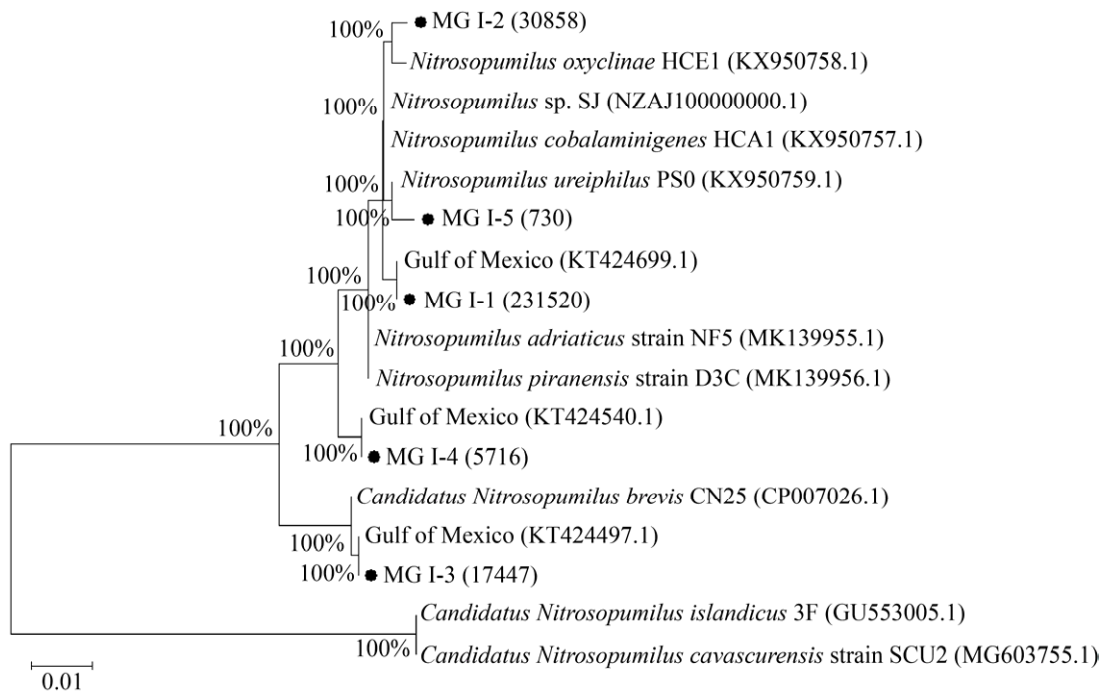 100% MG I-2 (30858)
Nitrosopumilus oxyclinae HCE1 (KX950758.1)
100% Nitrosopumilus sp. SJ (NZAJ100000000.1)
Nitrosopumilus cobalaminigenes HCA1 (KX950757.1)
100% Nitrosopumilus ureiphilus PS0 (KX950759.1)
100% MG I-5 (730)
Gulf of Mexico (KT424699.1)
100%
100% MG I-1 (231520)
Nitrosopumilus adriaticus strain NF5 (MK139955.1)
100%
Nitrosopumilus piranensis strain D3C (MK139956.1)
Gulf of Mexico (KT424540.1)
100%
100% MG I-4 (5716)
Candidatus Nitrosopumilus brevis CN25 (CP007026.1)
Gulf of Mexico (KT424497.1)
100%
100% MG I-3 (17447)
Candidatus Nitrosopumilus islandicus 3F (GU553005.1)
100% Candidatus Nitrosopumilus cavascurensis strain SCU2 (MG603755.1)
0.01